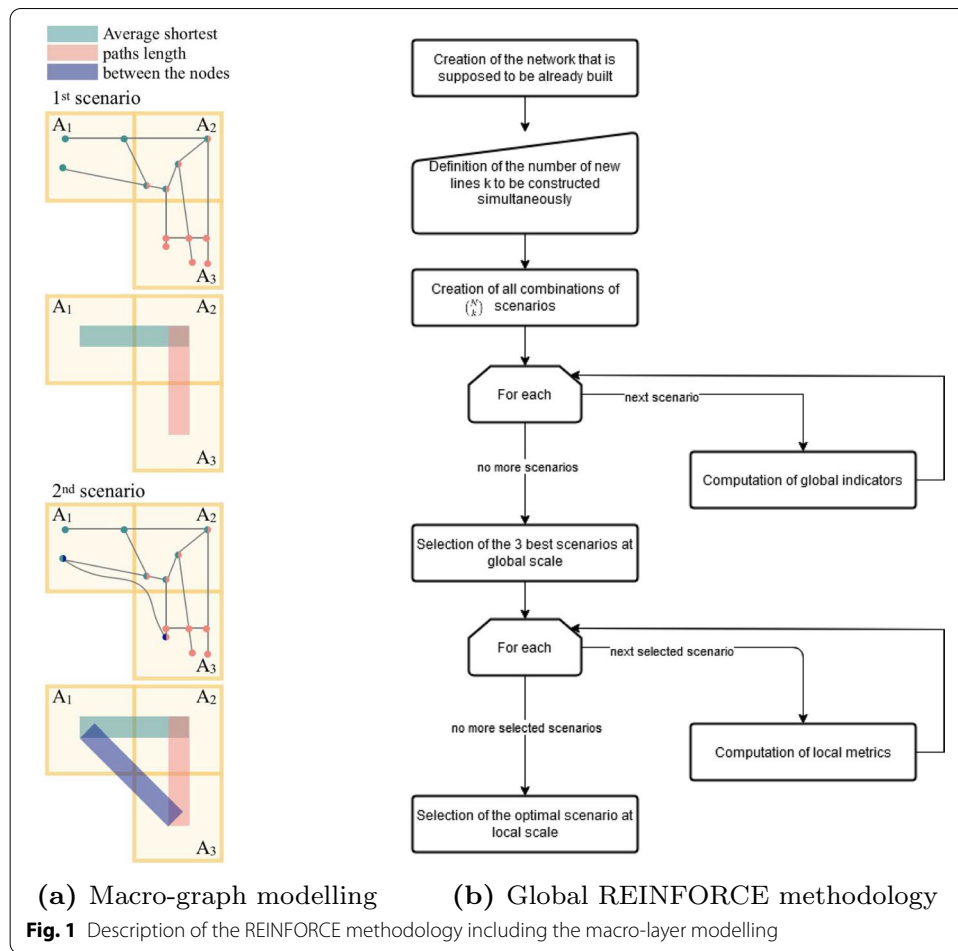 Average shortest
paths length
between the nodes
1st scenario
A1
A2
A3
A1
A2
A3
2nd scenario
A1
A2
A3
A1
A2
A3
(a) Macro-graph modelling
Creation of the network that is
supposed to be already built
Definition of the number of new
lines k to be constructed
simultaneously
Creation of all combinations of
(N k) scenarios
For each
next scenario
Computation of global indicators
no more scenarios
Selection of the 3 best scenarios at
global scale
For each
next selected scenario
Computation of local metrics
no more selected scenarios
Selection of the optimal scenario at
local scale
(b) Global REINFORCE methodology
Fig. 1 Description of the REINFORCE methodology including the macro-layer modelling